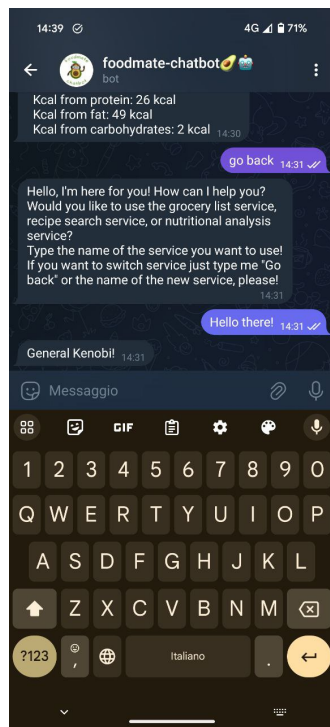 14:39 4G 71%
foodmate-chatbot🥑🤖
bot
Kcal from protein: 26 kcal
Kcal from fat: 49 kcal
Kcal from carbohydrates: 2 kcal 14:30
go back 14:31
Hello, I'm here for you! How can I help you?
Would you like to use the grocery list service,
recipe search service, or nutritional analysis
service?
Type the name of the service you want to use!
If you want to switch service just type me "Go
back" or the name of the new service, please!
14:31
Hello there! 14:31
General Kenobi! 14:31
Messaggio
GIF
1 2 3 4 5 6 7 8 9 0
Q W E R T Y U I O P
A S D F G H J K L
Z X C V B N M
?123 , Italiano .